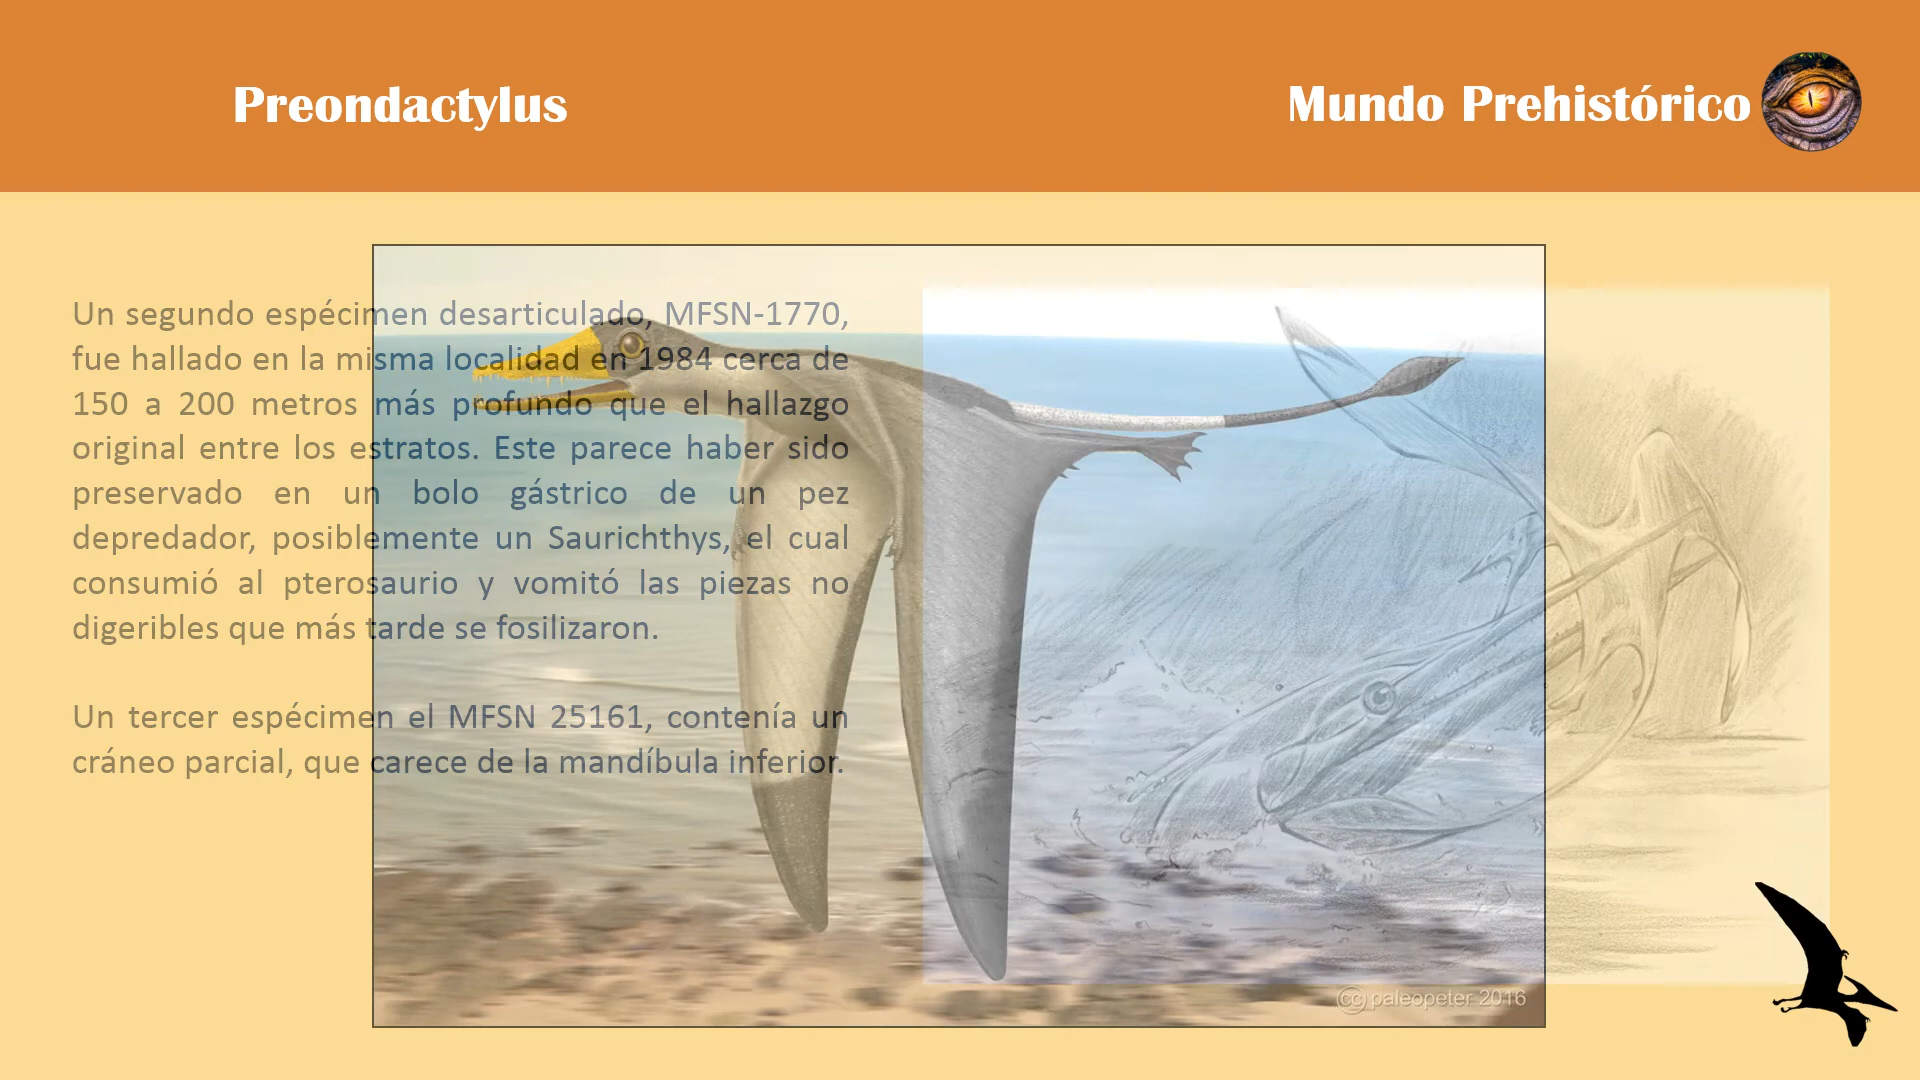 Preondactylus
Mundo Prehistórico
Un segundo espécimen desarticulado, MFSN-1770,
fue hallado en la misma localidad en 1984 cerca de
150 a 200 metros más profundo que el hallazgo
original entre los estratos. Este parece haber sido
preservado en un bolo gástrico de un pez
depredador, posiblemente un Saurichthys, el cual
consumió al pterosaurio y vomitó las piezas no
digeribles que más tarde se fosilizaron.
Un tercer espécimen el MFSN 25161, contenía un
cráneo parcial, que carece de la mandíbula inferior.
cc paleopeter 2016